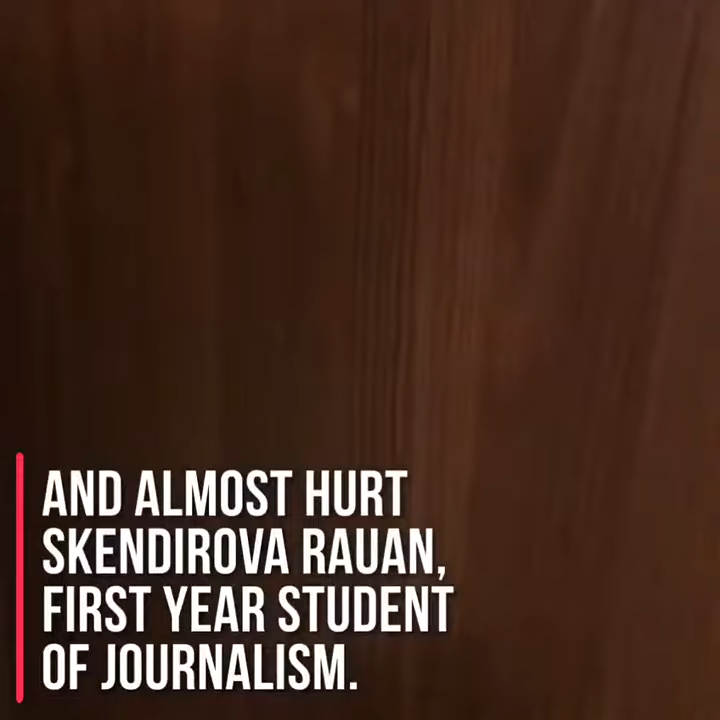 AND ALMOST HURT
SKENDIROVA RAUAN,
FIRST YEAR STUDENT
OF JOURNALISM.